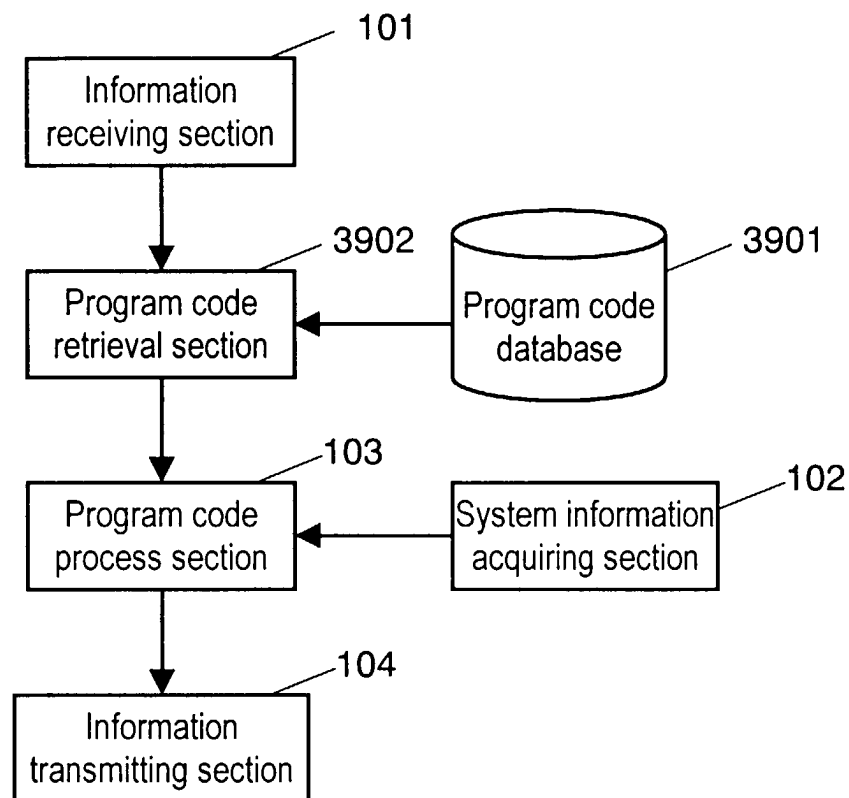 101
Information
receiving section
3902
3901
Program code
retrieval section
Program code
database
103
102
Program code
process section
System information
acquiring section
104
Information
transmitting section